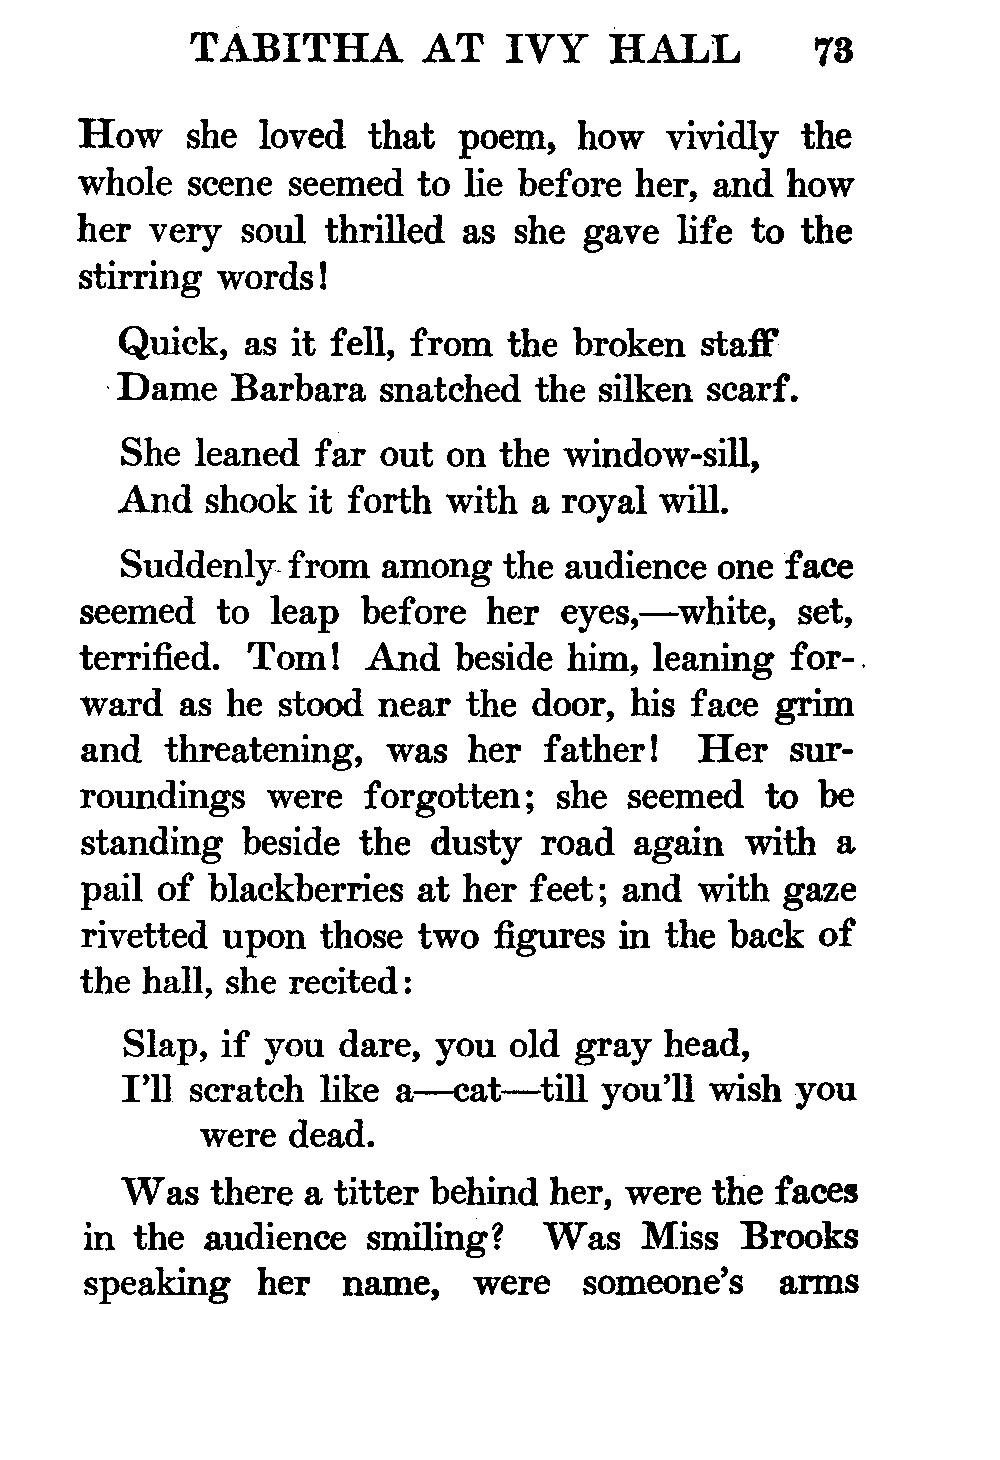 TABITHA AT IVY HALL 73
How she loved that poem, how vividly the
whole scene seemed to lie before her, and how
her very soul thrilled as she gave life to the
stirring words!
Quick, as it fell, from the broken staff
Dame Barbara snatched the silken scarf.
She leaned far out on the window-sill,
And shook it forth with a royal will.
Suddenly from among the audience one face
seemed to leap before her eyes,—white, set,
terrified. Tom! And beside him, leaning for-
ward as he stood near the door, his face grim
and threatening, was her father! Her sur-
roundings were forgotten; she seemed to be
standing beside the dusty road again with a
pail of blackberries at her feet; and with gaze
rivetted upon those two figures in the back of
the hall, she recited:
Slap, if you dare, you old gray head,
I'll scratch like a—cat—till you'll wish you
were dead.
Was there a titter behind her, were the faces
in the audience smiling? Was Miss Brooks
speaking her name, were someone's arms